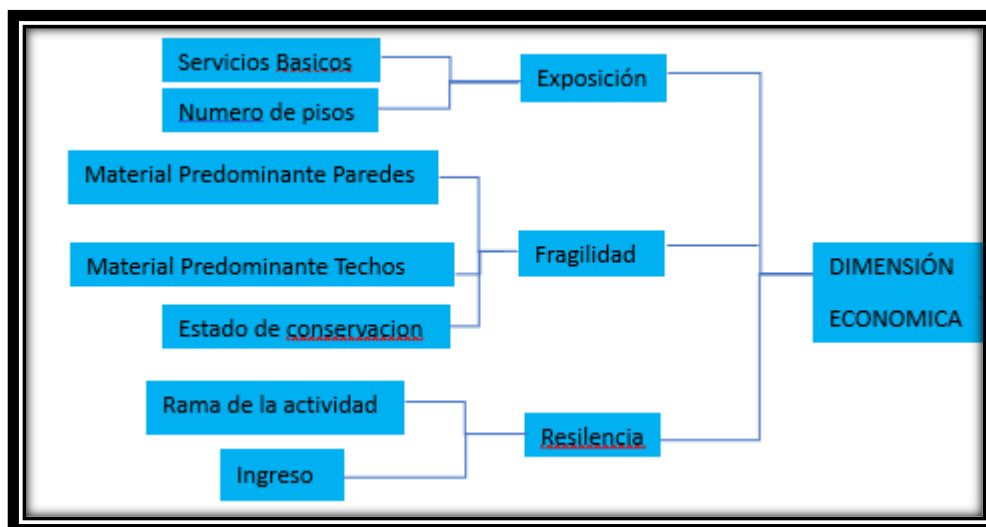 Servicios Basicos
Numero de pisos
Exposición
Material Predominante Paredes
Material Predominante Techos
Estado de conservacion
Fragilidad
Rama de la actividad
Ingreso
Resilencia
DIMENSIÓN
ECONOMICA